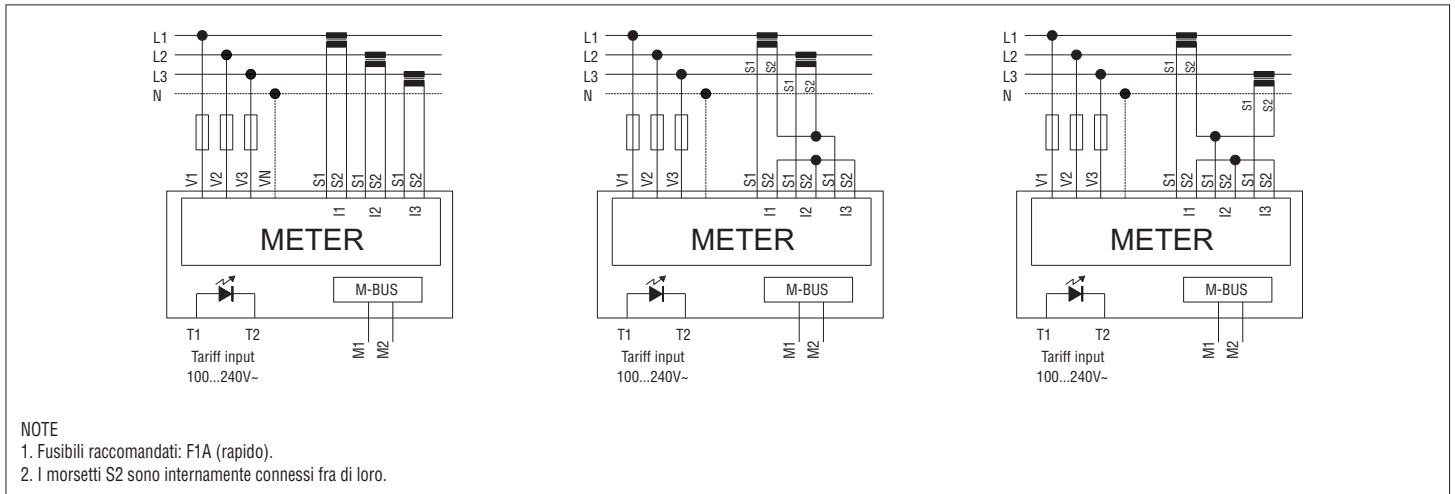 L1
L2
L3
N
S1 S2
S1 S2
V1 V2 V3 VN S1 S2 S1 S2 S1 S2
I1 I2 I3
METER
M-BUS
T1 T2
Tariff input
100...240V~
M1 M2
L1
L2
L3
N
S1 S2
S1 S2
V1 V2 V3 S1 S2 S1 S2 S1 S2
I1 I2 I3
METER
M-BUS
T1 T2
Tariff input
100...240V~
M1 M2
L1
L2
L3
N
V1 V2 V3 S1 S2 S1 S2 S1 S2
I1 I2 I3
METER
M-BUS
T1 T2
Tariff input
100...240V~
M1 M2
NOTE
1. Fusibili raccomandati: F1A (rapido).
2. I morsetti S2 sono internamente connessi fra di loro.